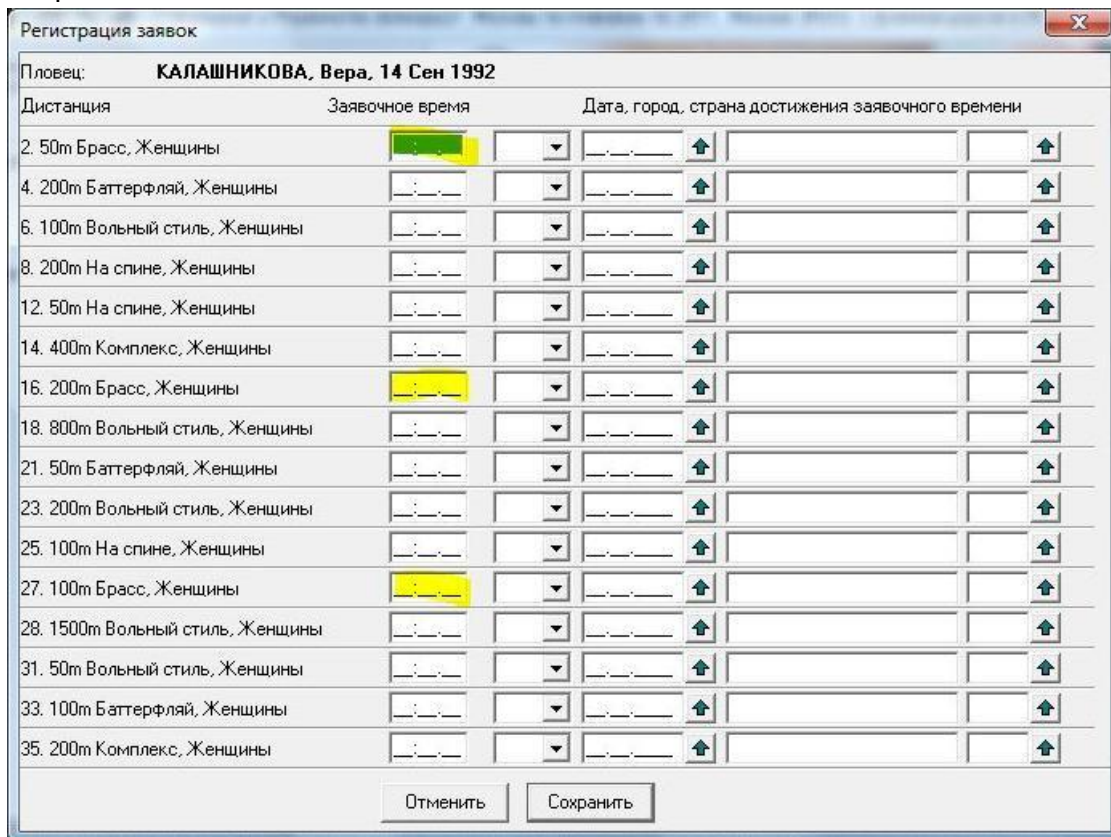 Регистрация заявок
Пловец: КАЛАШНИКОВА, Вера, 14 Сен 1992
Дистанция Заявочное время Дата, город, страна достижения заявочного времени
2. 50m Брасс, Женщины
4. 200m Баттерфляй, Женщины
6. 100m Вольный стиль, Женщины
8. 200m На спине, Женщины
12. 50m На спине, Женщины
14. 400m Комплекс, Женщины
16. 200m Брасс, Женщины
18. 800m Вольный стиль, Женщины
21. 50m Баттерфляй, Женщины
23. 200m Вольный стиль, Женщины
25. 100m На спине, Женщины
27. 100m Брасс, Женщины
28. 1500m Вольный стиль, Женщины
31. 50m Вольный стиль, Женщины
33. 100m Баттерфляй, Женщины
35. 200m Комплекс, Женщины
Отменить Сохранить